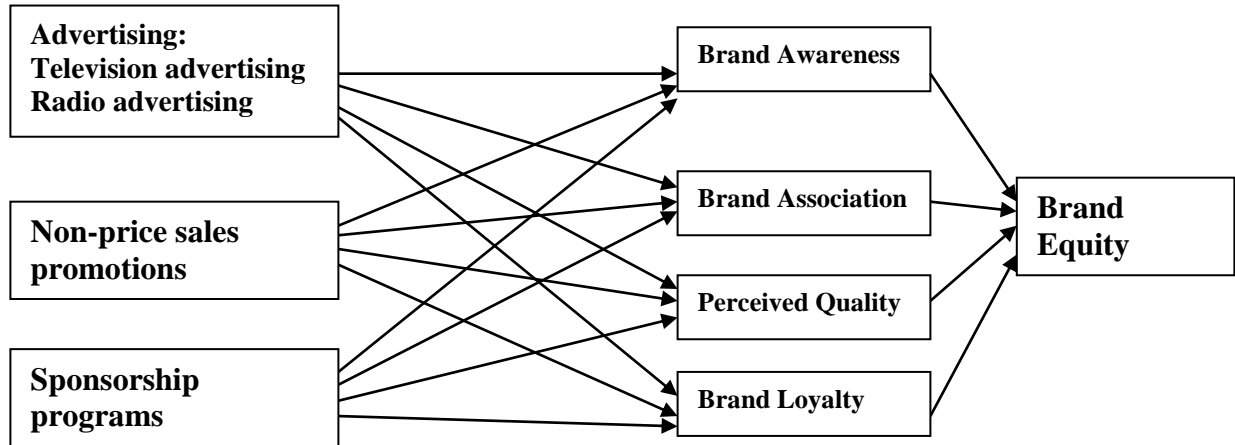 Advertising:
Television advertising
Radio advertising
Non-price sales
promotions
Sponsorship
programs
Brand Awareness
Brand Association
Perceived Quality
Brand Loyalty
Brand
Equity